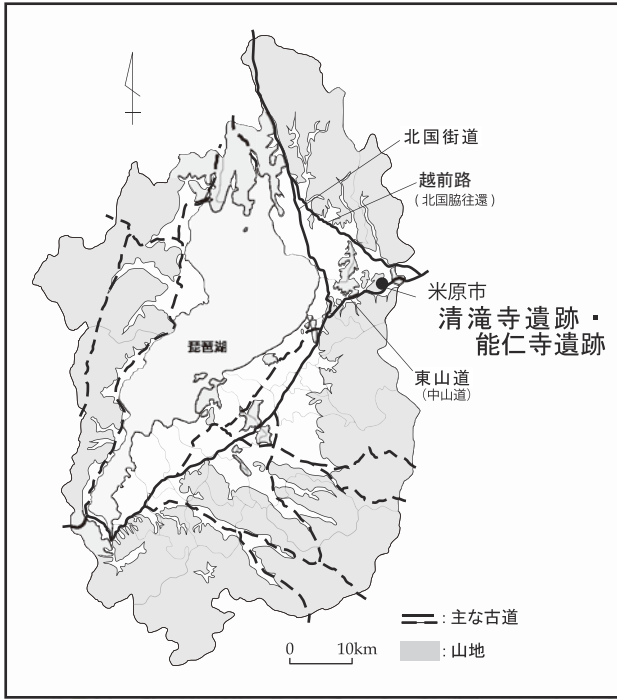 北国街道
越前路
(北国脇往還)
米原市
清滝寺遺跡・
能仁寺遺跡
琵琶湖
東山道
(中山道)
: 主な古道
0 10km
: 山地